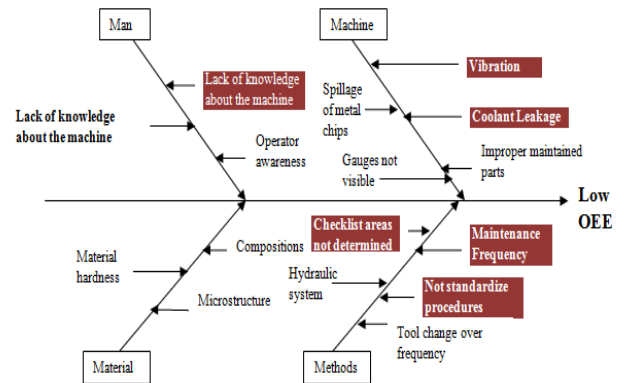 Man
Machine
Lack of knowledge
about the machine
Vibration
Lack of knowledge
about the machine
Spillage
of metal
chips
Coolant Leakage
Operator
awareness
Gauges not
visible
Improper maintained
parts
Low
OEE
Checklist areas
not determined
Maintenance
Frequency
Compositions
Material
hardness
Hydraulic
system
Microstructure
Not standardize
procedures
Tool change over
frequency
Material
Methods